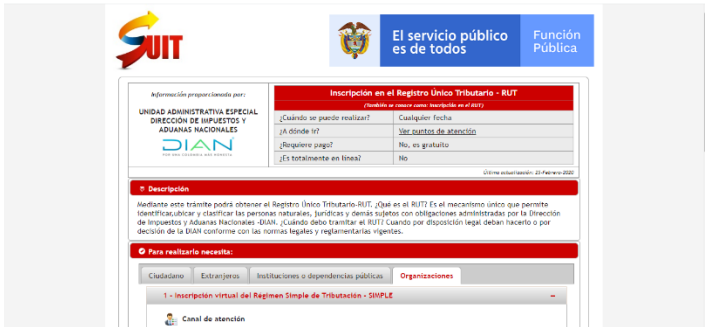 SUIT
El servicio público
es de todos
Función
Pública
Información proporcionada por:
UNIDAD ADMINISTRATIVA ESPECIAL
DIRECCIÓN DE IMPUESTOS Y
ADUANAS NACIONALES
DIAN
POR UNA COLOMBIA MÁS HONESTA
Inscripción en el Registro Único Tributario - RUT
(También se conoce como: Inscripción en el RUT)
¿Cuándo se puede realizar? Cualquier fecha
¿A dónde ir? Ver puntos de atención
¿Requiere pago? No, es gratuito
¿Es totalmente en línea? No
Última actualización: 25-Febrero-2020
Descripción
Mediante este trámite podrá obtener el Registro Único Tributario-RUT. ¿Qué es el RUT? Es el mecanismo único que permite
identificar,ubicar y clasificar las personas naturales, jurídicas y demás sujetos con obligaciones administradas por la Dirección
de Impuestos y Aduanas Nacionales -DIAN. ¿Cuándo debo tramitar el RUT? Cuando por disposición legal deban hacerlo o por
decisión de la DIAN conforme con las normas legales y reglamentarias vigentes.
Para realizarlo necesita:
Ciudadano Extranjeros Instituciones o dependencias públicas Organizaciones
1 - Inscripción virtual del Régimen Simple de Tributación - SIMPLE
Canal de atención